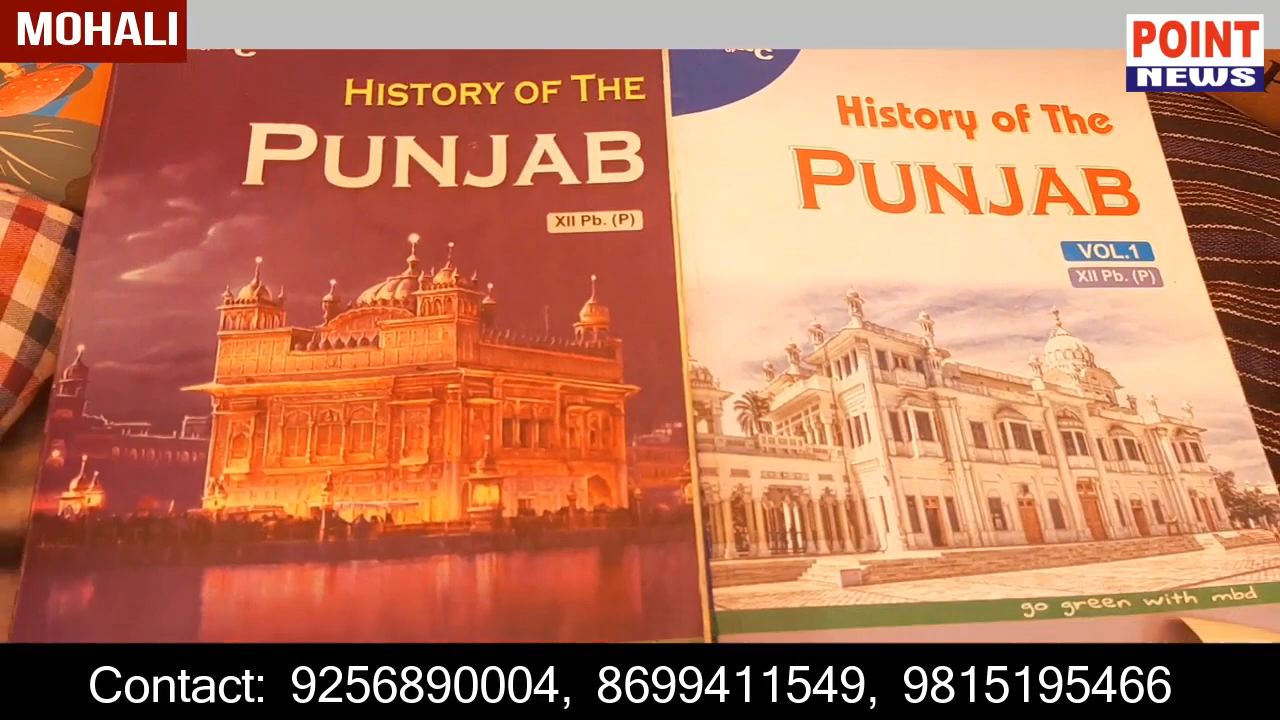 MOHALI
POINT
NEWS
HISTORY OF THE
PUNJAB
XII Pb. (P)
History of The
PUNJAB
VOL.1
XII Pb. (P)
go green with mbd
Contact: 9256890004, 8699411549, 9815195466